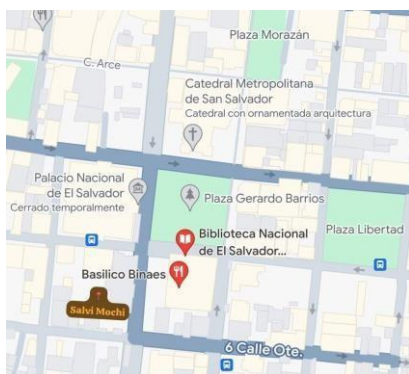 Plaza Morazán
C. Arce
Catedral Metropolitana
de San Salvador
Catedral con ornamentada arquitectura
Palacio Nacional
de El Salvador
Cerrado temporalmente
Plaza Gerardo Barrios
Biblioteca Nacional
de El Salvador...
Plaza Libertad
Basilico Binaes
Salvi Mochi
6 Calle Ote.